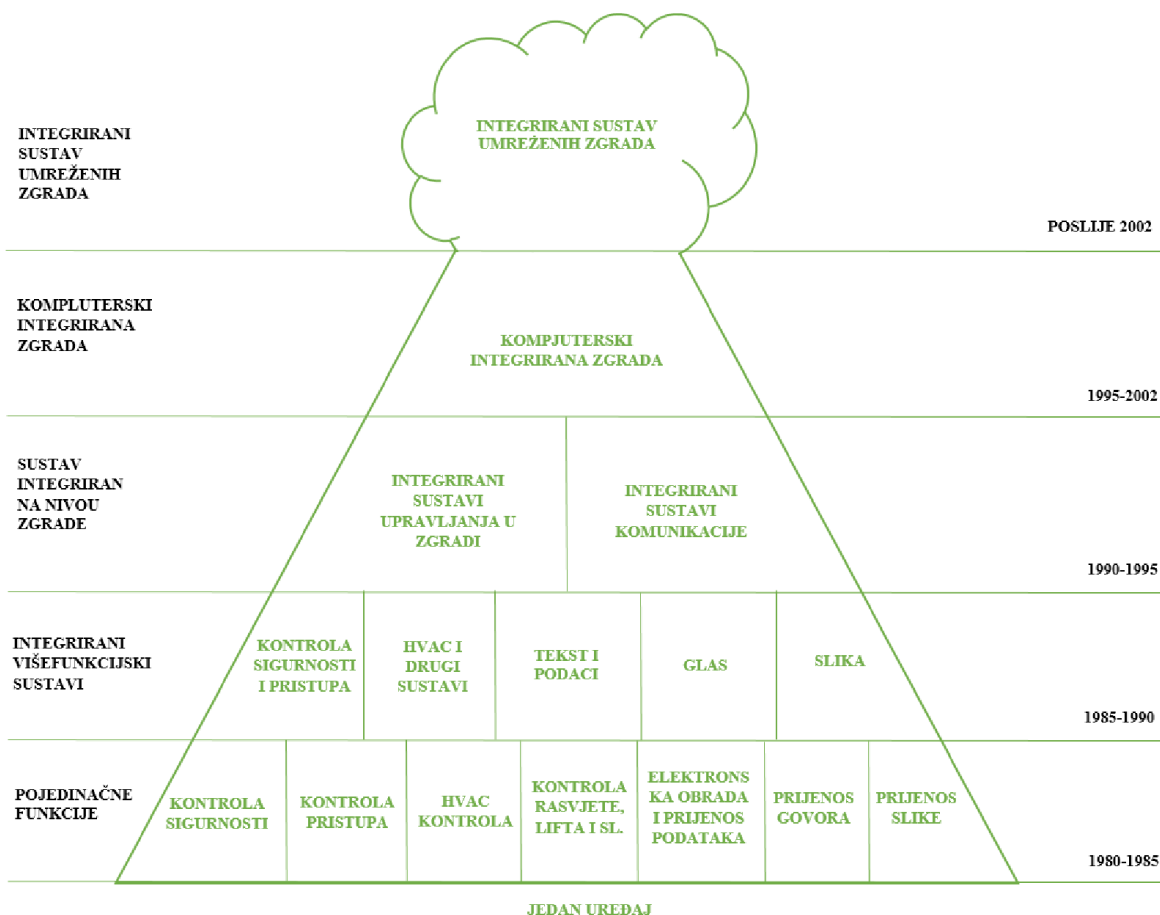 INTEGRIRANI
SUSTAV
UMREŽENIH
ZGRADA
INTEGRIRANI SUSTAV
UMREŽENIH ZGRADA
POSLIJE 2002
KOMPLUTERSKI
INTEGRIRANA
ZGRADA
KOMPJUTERSKI
INTEGRIRANA ZGRADA
1995-2002
SUSTAV
INTEGRIRAN
NA NIVOU
ZGRADE
INTEGRIRANI
SUSTAVI
UPRAVLJANJA U
ZGRADI
INTEGRIRANI
SUSTAVI
KOMUNIKACIJE
1990-1995
INTEGRIRANI
VIŠEFUNKCIJSKI
SUSTAVI
KONTROLA
SIGURNOSTI
I PRISTUPA
HVAC I
DRUGI
SUSTAVI
TEKST I
PODACI
GLAS
SLIKA
1985-1990
POJEDINAČNE
FUNKCIJE
KONTROLA
SIGURNOSTI
KONTROLA
PRISTUPA
HVAC
KONTROLA
KONTROLA
RASVJETE,
LIFTA I SL.
ELEKTRONS
KA OBRADA
I PRIJENOS
PODATAKA
PRIJENOS
GOVORA
PRIJENOS
SLIKE
1980-1985
JEDAN UREĐAJ